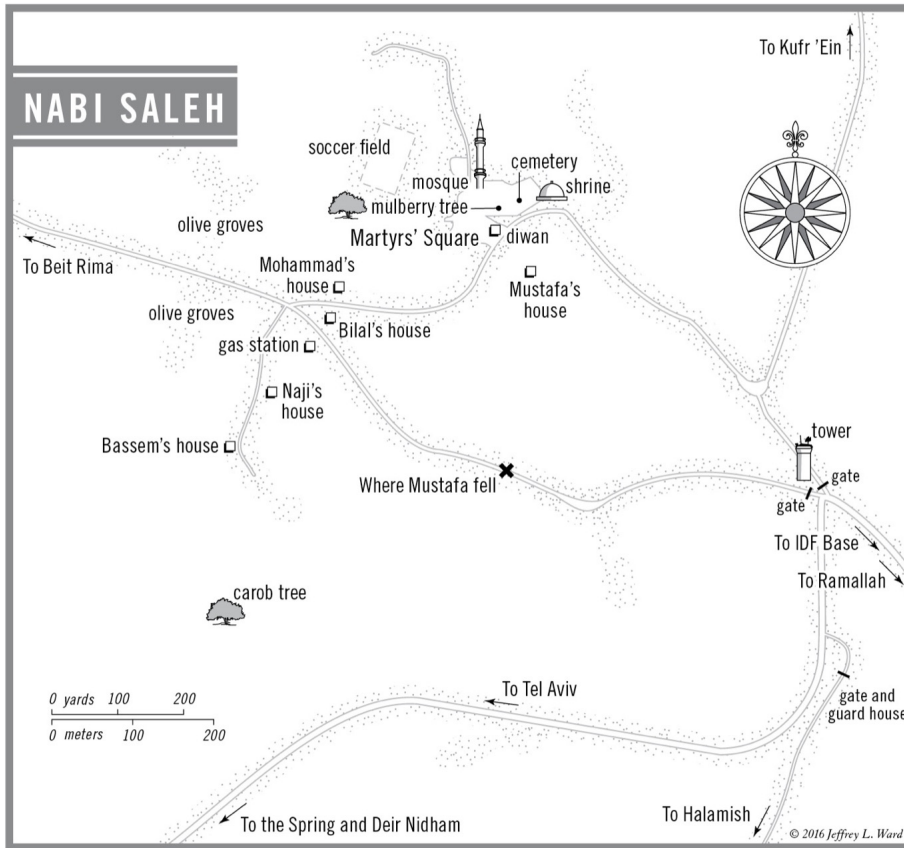 NABI SALEH
To Kufr ’Ein
soccer field
mosque
cemetery
shrine
mulberry tree
olive groves
Martyrs’ Square
diwan
To Beit Rima
Mohammad’s
house
Mustafa’s
house
olive groves
Bilal’s house
gas station
Naji’s
house
Bassem’s house
tower
Where Mustafa fell
gate
gate
To IDF Base
To Ramallah
carob tree
To Tel Aviv
gate and
guard house
0 yards 100 200
0 meters 100 200
To the Spring and Deir Nidham
To Halamish
© 2016 Jeffrey L. Ward